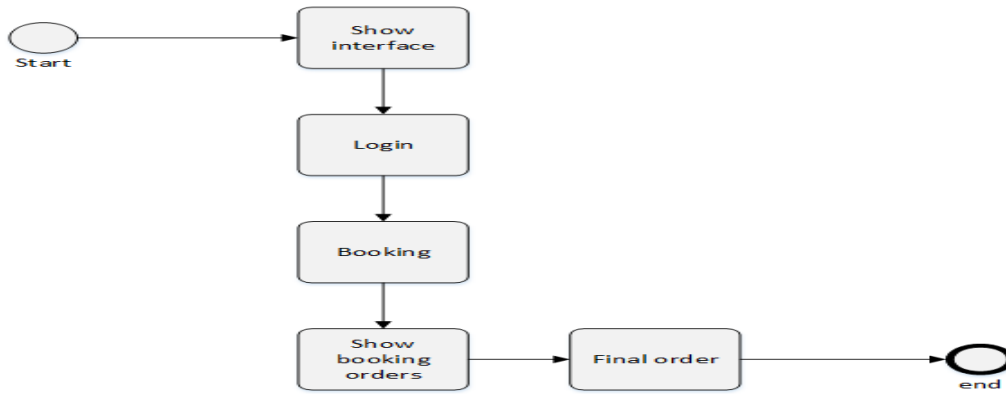 Show
interface
Start
Login
Booking
Show
booking
orders
Final order
end